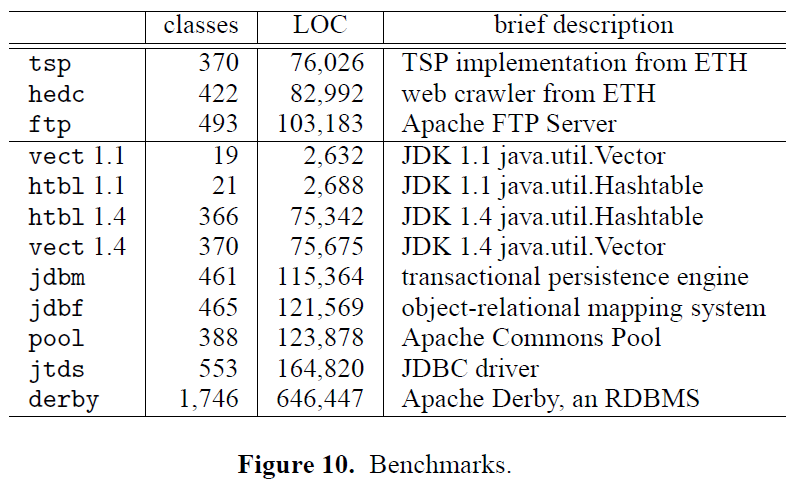 classes LOC brief description
tsp 370 76,026 TSP implementation from ETH
hedc 422 82,992 web crawler from ETH
ftp 493 103,183 Apache FTP Server
vect 1.1 19 2,632 JDK 1.1 java.util.Vector
htbl 1.1 21 2,688 JDK 1.1 java.util.Hashtable
htbl 1.4 366 75,342 JDK 1.4 java.util.Hashtable
vect 1.4 370 75,675 JDK 1.4 java.util.Vector
jdbm 461 115,364 transactional persistence engine
jdbf 465 121,569 object-relational mapping system
pool 388 123,878 Apache Commons Pool
jtds 553 164,820 JDBC driver
derby 1,746 646,447 Apache Derby, an RDBMS
Figure 10. Benchmarks.